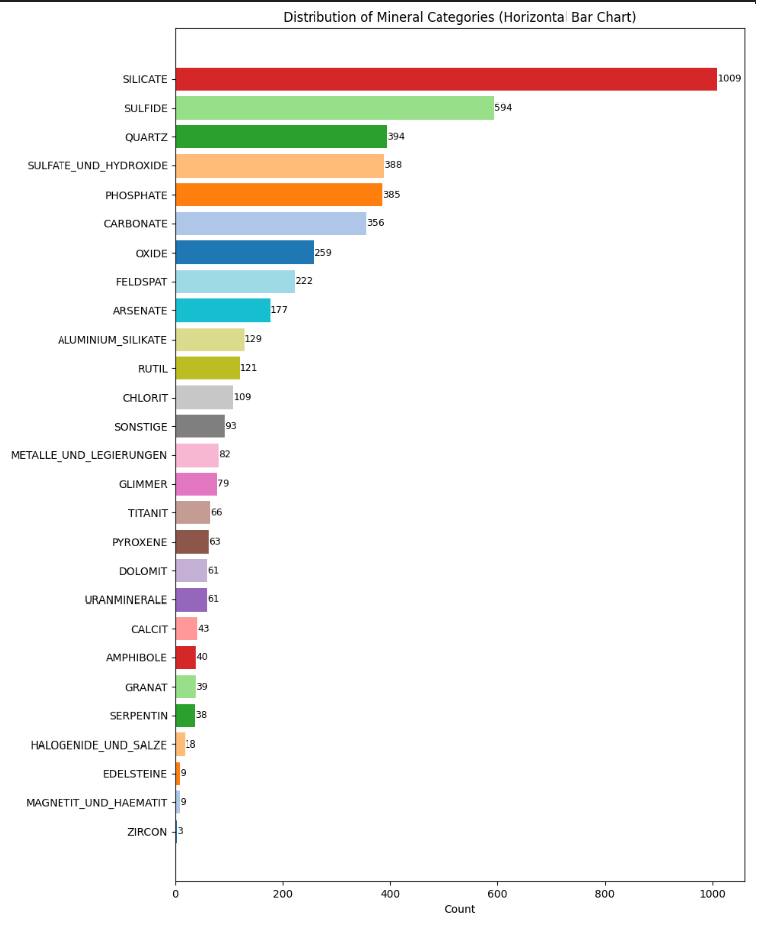 Distribution of Mineral Categories (Horizontal Bar Chart)
SILICATE 1009
SULFIDE 594
QUARTZ 394
SULFATE_UND_HYDROXIDE 388
PHOSPHATE 385
CARBONATE 356
OXIDE 259
FELDSPAT 222
ARSENATE 177
ALUMINIUM_SILIKATE 129
RUTIL 121
CHLORIT 109
SONSTIGE 93
METALLE_UND_LEGIERUNGEN 82
GLIMMER 79
TITANIT 66
PYROXENE 63
DOLOMIT 61
URANMINERALE 61
CALCIT 43
AMPHIBOLE 40
GRANAT 39
SERPENTIN 38
HALOGENIDE_UND_SALZE 18
EDELSTEINE 9
MAGNETIT_UND_HAEMATIT 9
ZIRCON 3
0 200 400 600 800 1000
Count